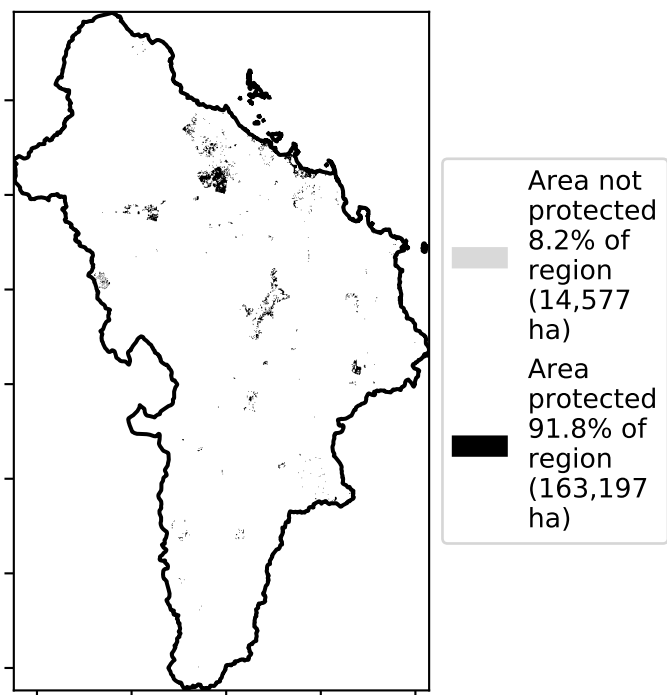 Area not
protected
8.2% of
region
(14,577
ha)
Area
protected
91.8% of
region
(163,197
ha)